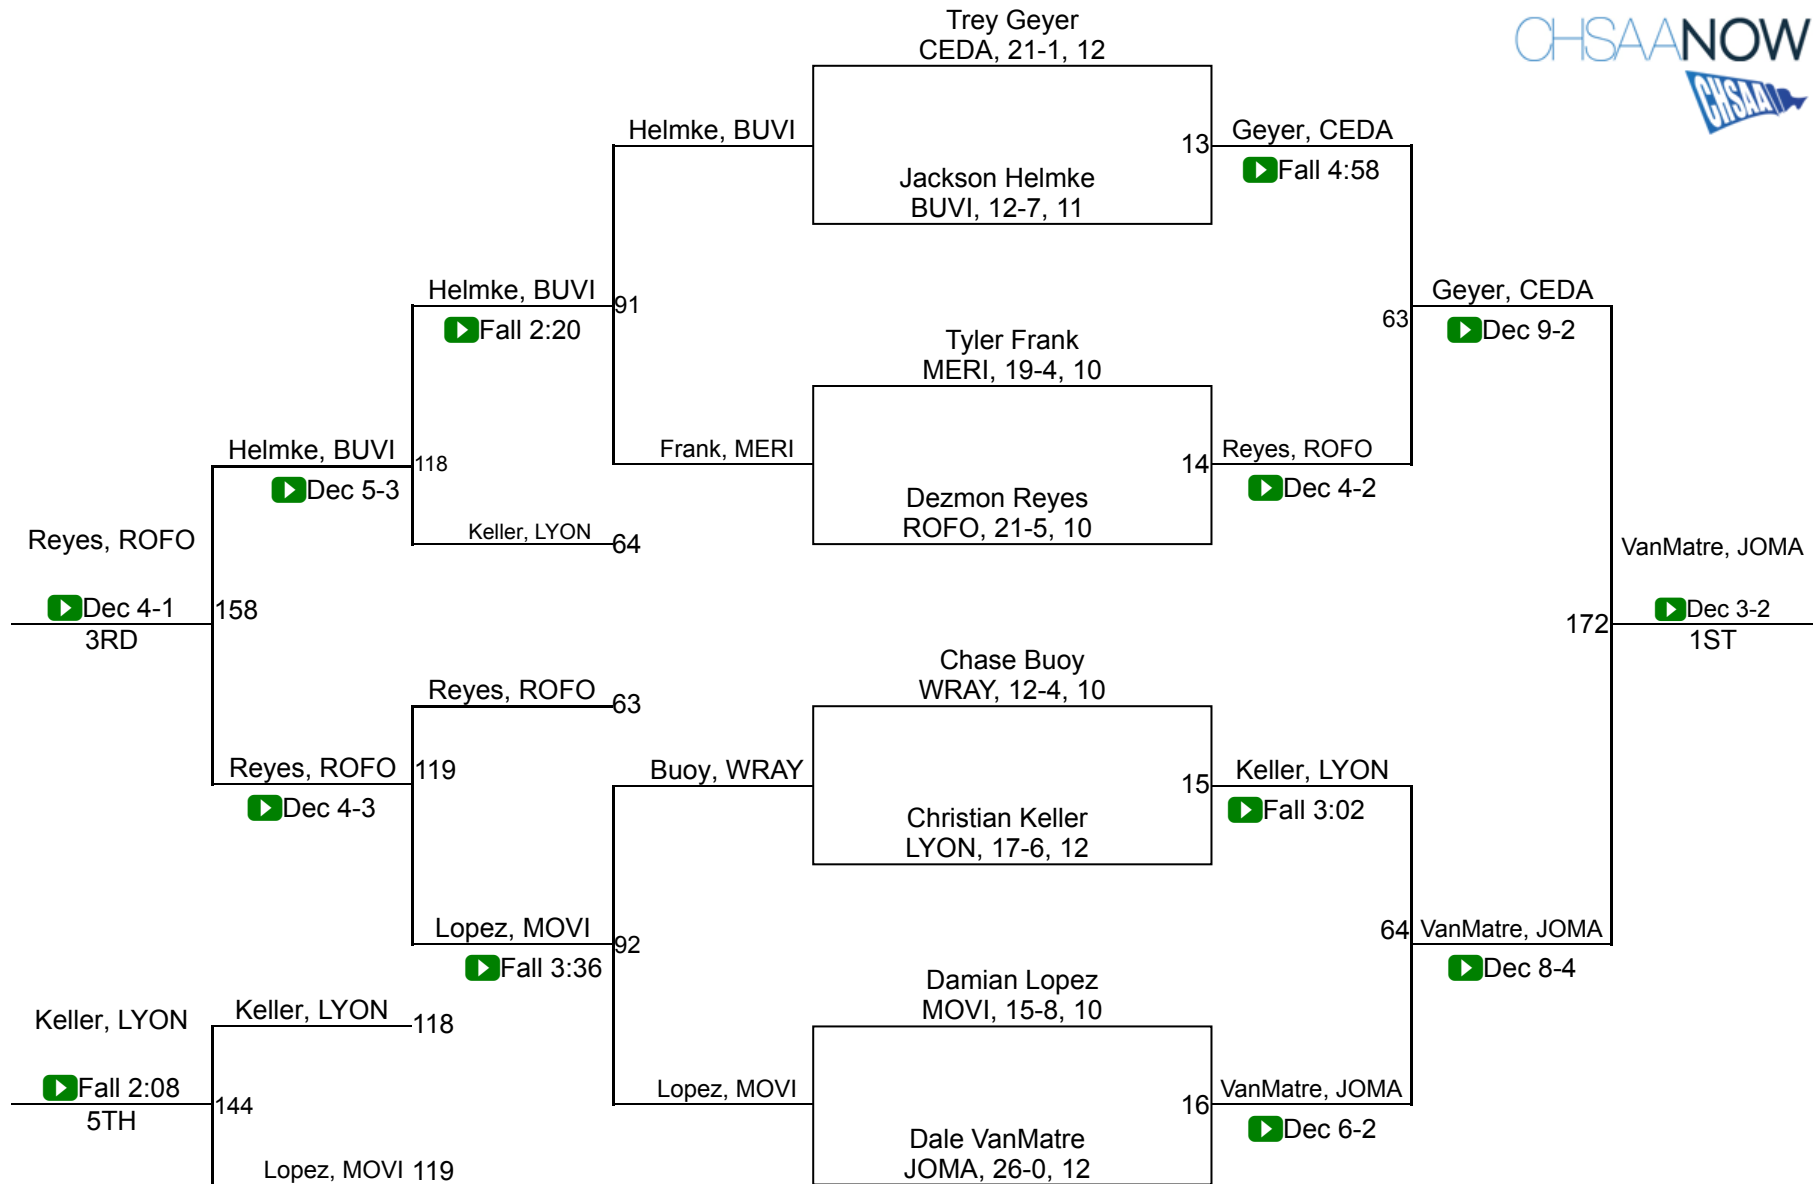 Trey Geyer
CEDA, 21-1, 12
CHSAANOW
CHSAA
Helmke, BUVI
13
Geyer, CEDA
Fall 4:58
Jackson Helmke
BUVI, 12-7, 11
Helmke, BUVI
91
Fall 2:20
Geyer, CEDA
63
Dec 9-2
Tyler Frank
MERI, 19-4, 10
Helmke, BUVI
118
Dec 5-3
Frank, MERI
14
Reyes, ROFO
Dec 4-2
Dezmon Reyes
ROFO, 21-5, 10
Keller, LYON
64
Reyes, ROFO
Dec 4-1
158
3RD
VanMatre, JOMA
172
Dec 3-2
1ST
Chase Buoy
WRAY, 12-4, 10
Reyes, ROFO
63
Reyes, ROFO
119
Dec 4-3
Buoy, WRAY
15
Keller, LYON
Fall 3:02
Christian Keller
LYON, 17-6, 12
Lopez, MOVI
92
Fall 3:36
64
VanMatre, JOMA
Dec 8-4
Damian Lopez
MOVI, 15-8, 10
Keller, LYON
Keller, LYON
118
Fall 2:08
144
5TH
Lopez, MOVI
16
VanMatre, JOMA
Dec 6-2
Dale VanMatre
JOMA, 26-0, 12
Lopez, MOVI
119